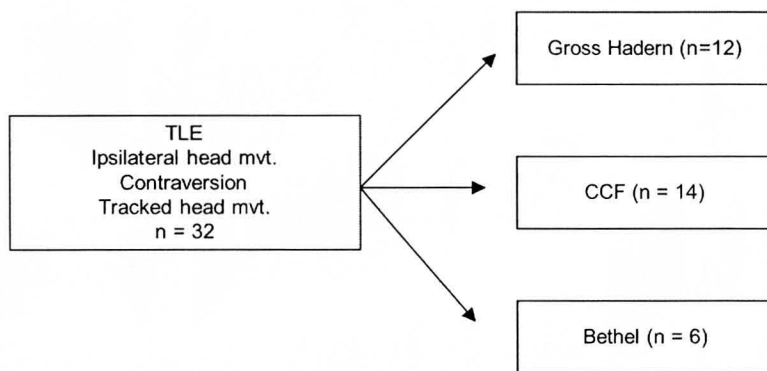 TLE
Ipsilateral head mvt.
Contraversion
Tracked head mvt.
n = 32
Gross Hadern (n=12)
CCF (n = 14)
Bethel (n = 6)